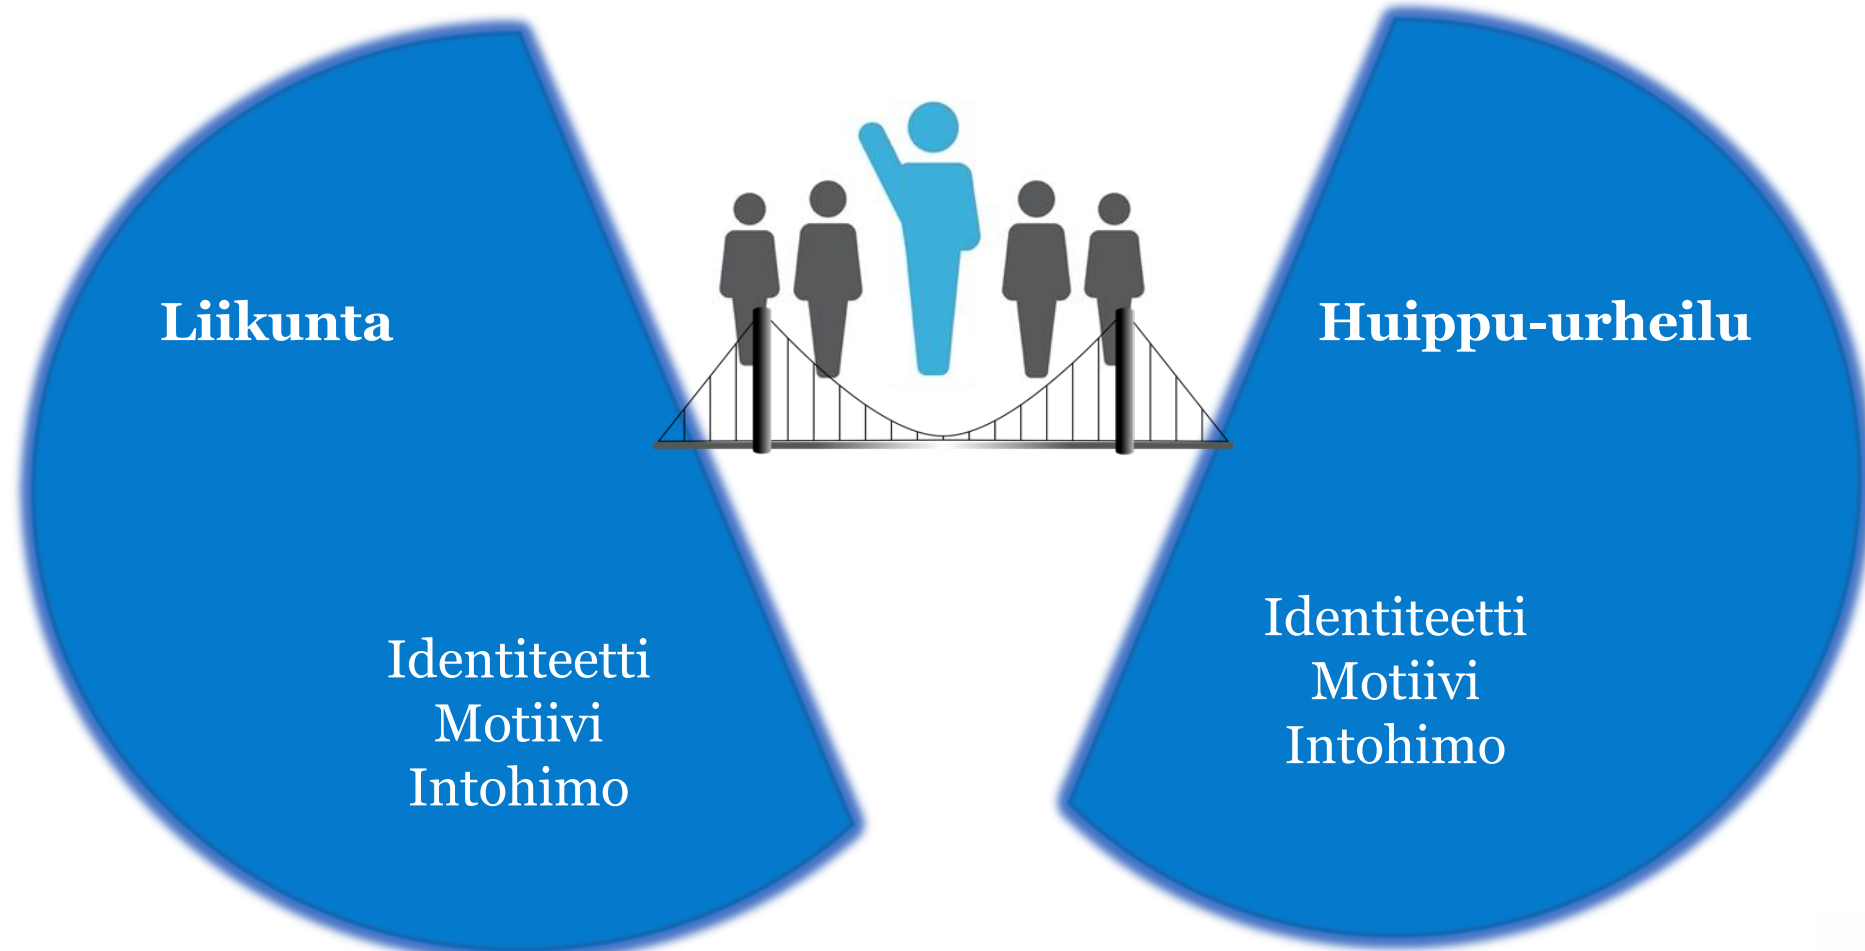 Liikunta
Identiteetti
Motiivi
Intohimo
Huippu-urheilu
Identiteetti
Motiivi
Intohimo